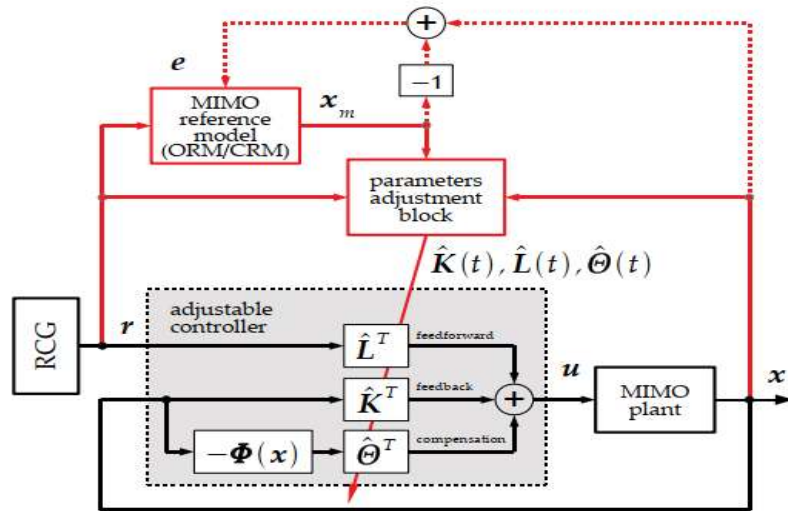 +
e
−1
MIMO
reference
model
(ORM/CRM)
x_m
parameters
adjustment
block
K̂(t), L̂(t), Θ̂(t)
adjustable
controller
RCG
r
L̂^T
feedforward
K̂^T
feedback
+
u
MIMO
plant
x
−Φ(x)
Θ̂^T
compensation